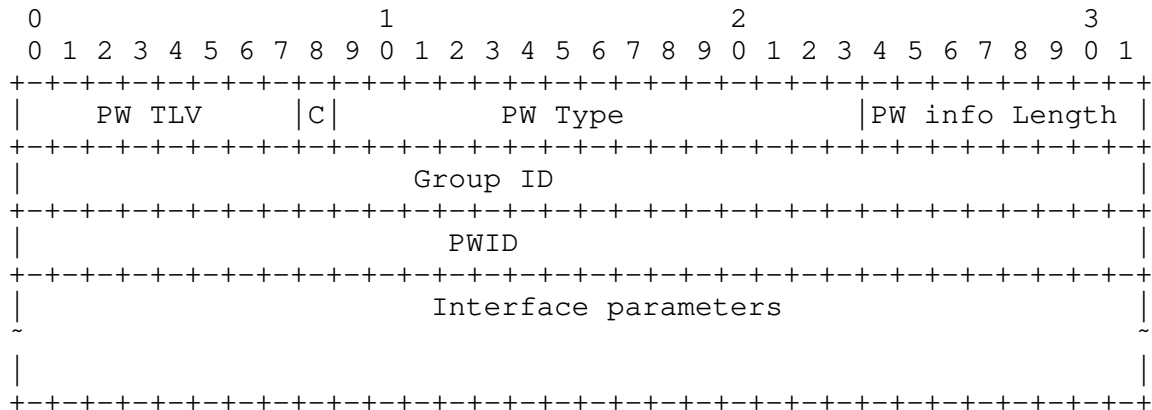 0                   1                   2                   3
 0 1 2 3 4 5 6 7 8 9 0 1 2 3 4 5 6 7 8 9 0 1 2 3 4 5 6 7 8 9 0 1
+-+-+-+-+-+-+-+-+-+-+-+-+-+-+-+-+-+-+-+-+-+-+-+-+-+-+-+-+-+-+-+-+
|    PW TLV     |C|         PW Type             |PW info Length |
+-+-+-+-+-+-+-+-+-+-+-+-+-+-+-+-+-+-+-+-+-+-+-+-+-+-+-+-+-+-+-+-+
|                      Group ID                                 |
+-+-+-+-+-+-+-+-+-+-+-+-+-+-+-+-+-+-+-+-+-+-+-+-+-+-+-+-+-+-+-+-+
|                        PWID                                   |
+-+-+-+-+-+-+-+-+-+-+-+-+-+-+-+-+-+-+-+-+-+-+-+-+-+-+-+-+-+-+-+-+
|                       Interface parameters                    |
~                                                               ~
|                                                               |
+-+-+-+-+-+-+-+-+-+-+-+-+-+-+-+-+-+-+-+-+-+-+-+-+-+-+-+-+-+-+-+-+